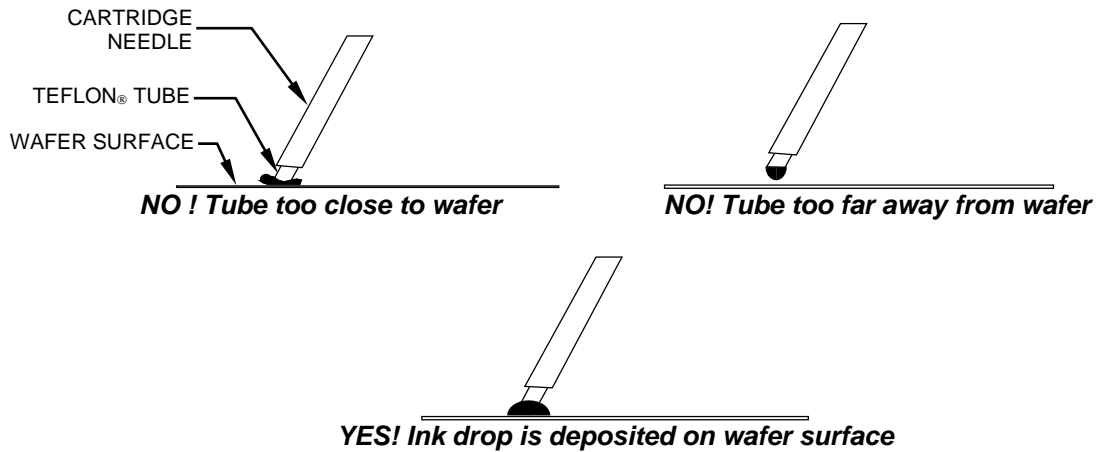 CARTRIDGE
NEEDLE
TEFLON® TUBE
WAFER SURFACE
NO ! Tube too close to wafer
NO! Tube too far away from wafer
YES! Ink drop is deposited on wafer surface